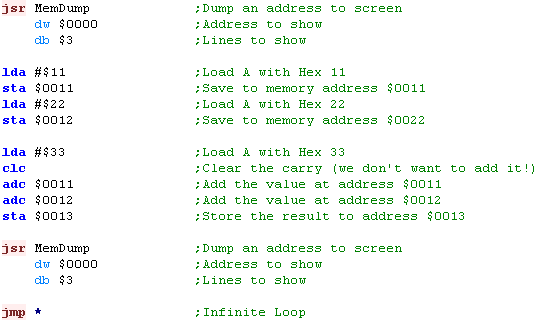 jsr MemDump ;Dump an address to screen
dw $0000 ;Address to show
db $3 ;Lines to show
lda #$11 ;Load A with Hex 11
sta $0011 ;Save to memory address $0011
lda #$22 ;Load A with Hex 22
sta $0012 ;Save to memory address $0022
lda #$33 ;Load A with Hex 33
clc ;Clear the carry (we don't want to add it!)
adc $0011 ;Add the value at address $0011
adc $0012 ;Add the value at address $0012
sta $0013 ;Store the result to address $0013
jsr MemDump ;Dump an address to screen
dw $0000 ;Address to show
db $3 ;Lines to show
jmp * ;Infinite Loop